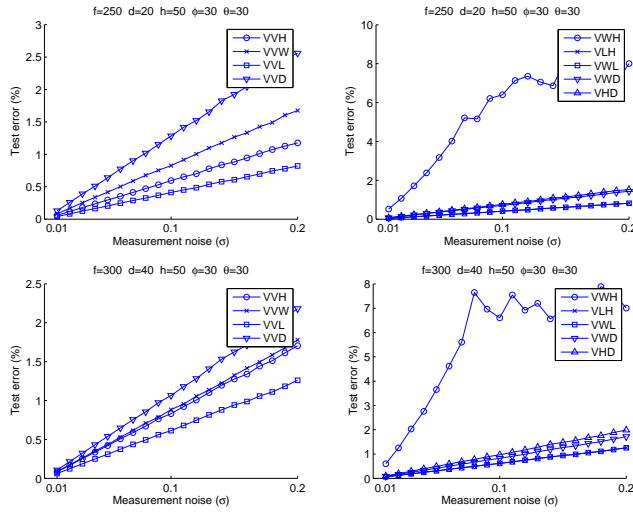 f=250 d=20 h=50 ϕ=30 θ=30
3
2.5
2
1.5
1
0.5
0
Test error (%)
VVH
VVW
VVL
VVD
0.01
0.1
0.2
Measurement noise (σ)
f=250 d=20 h=50 ϕ=30 θ=30
10
8
6
4
2
0
Test error (%)
VWH
VLH
VWL
VWD
VHD
0.01
0.1
0.2
Measurement noise (σ)
f=300 d=40 h=50 ϕ=30 θ=30
2.5
2
1.5
1
0.5
0
Test error (%)
VVH
VVW
VVL
VVD
0.01
0.1
0.2
Measurement noise (σ)
f=300 d=40 h=50 ϕ=30 θ=30
8
7
6
5
4
3
2
1
0
Test error (%)
VWH
VLH
VWL
VWD
VHD
0.01
0.1
0.2
Measurement noise (σ)